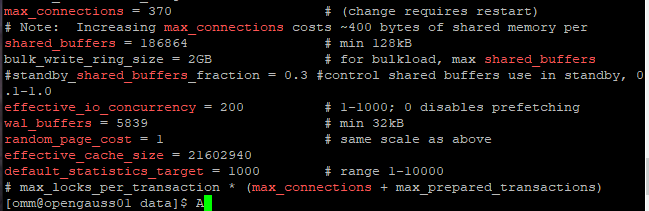 max_connections = 370 # (change requires restart)
# Note: Increasing max_connections costs ~400 bytes of shared memory per
shared_buffers = 186864 # min 128kB
bulk_write_ring_size = 2GB # for bulkload, max shared_buffers
#standby_shared_buffers_fraction = 0.3 #control shared buffers use in standby, 0
.1-1.0
effective_io_concurrency = 200 # 1-1000; 0 disables prefetching
wal_buffers = 5839 # min 32kB
random_page_cost = 1 # same scale as above
effective_cache_size = 21602940
default_statistics_target = 1000 # range 1-10000
# max_locks_per_transaction * (max_connections + max_prepared_transactions)
[omm@opengauss01 data]$ A